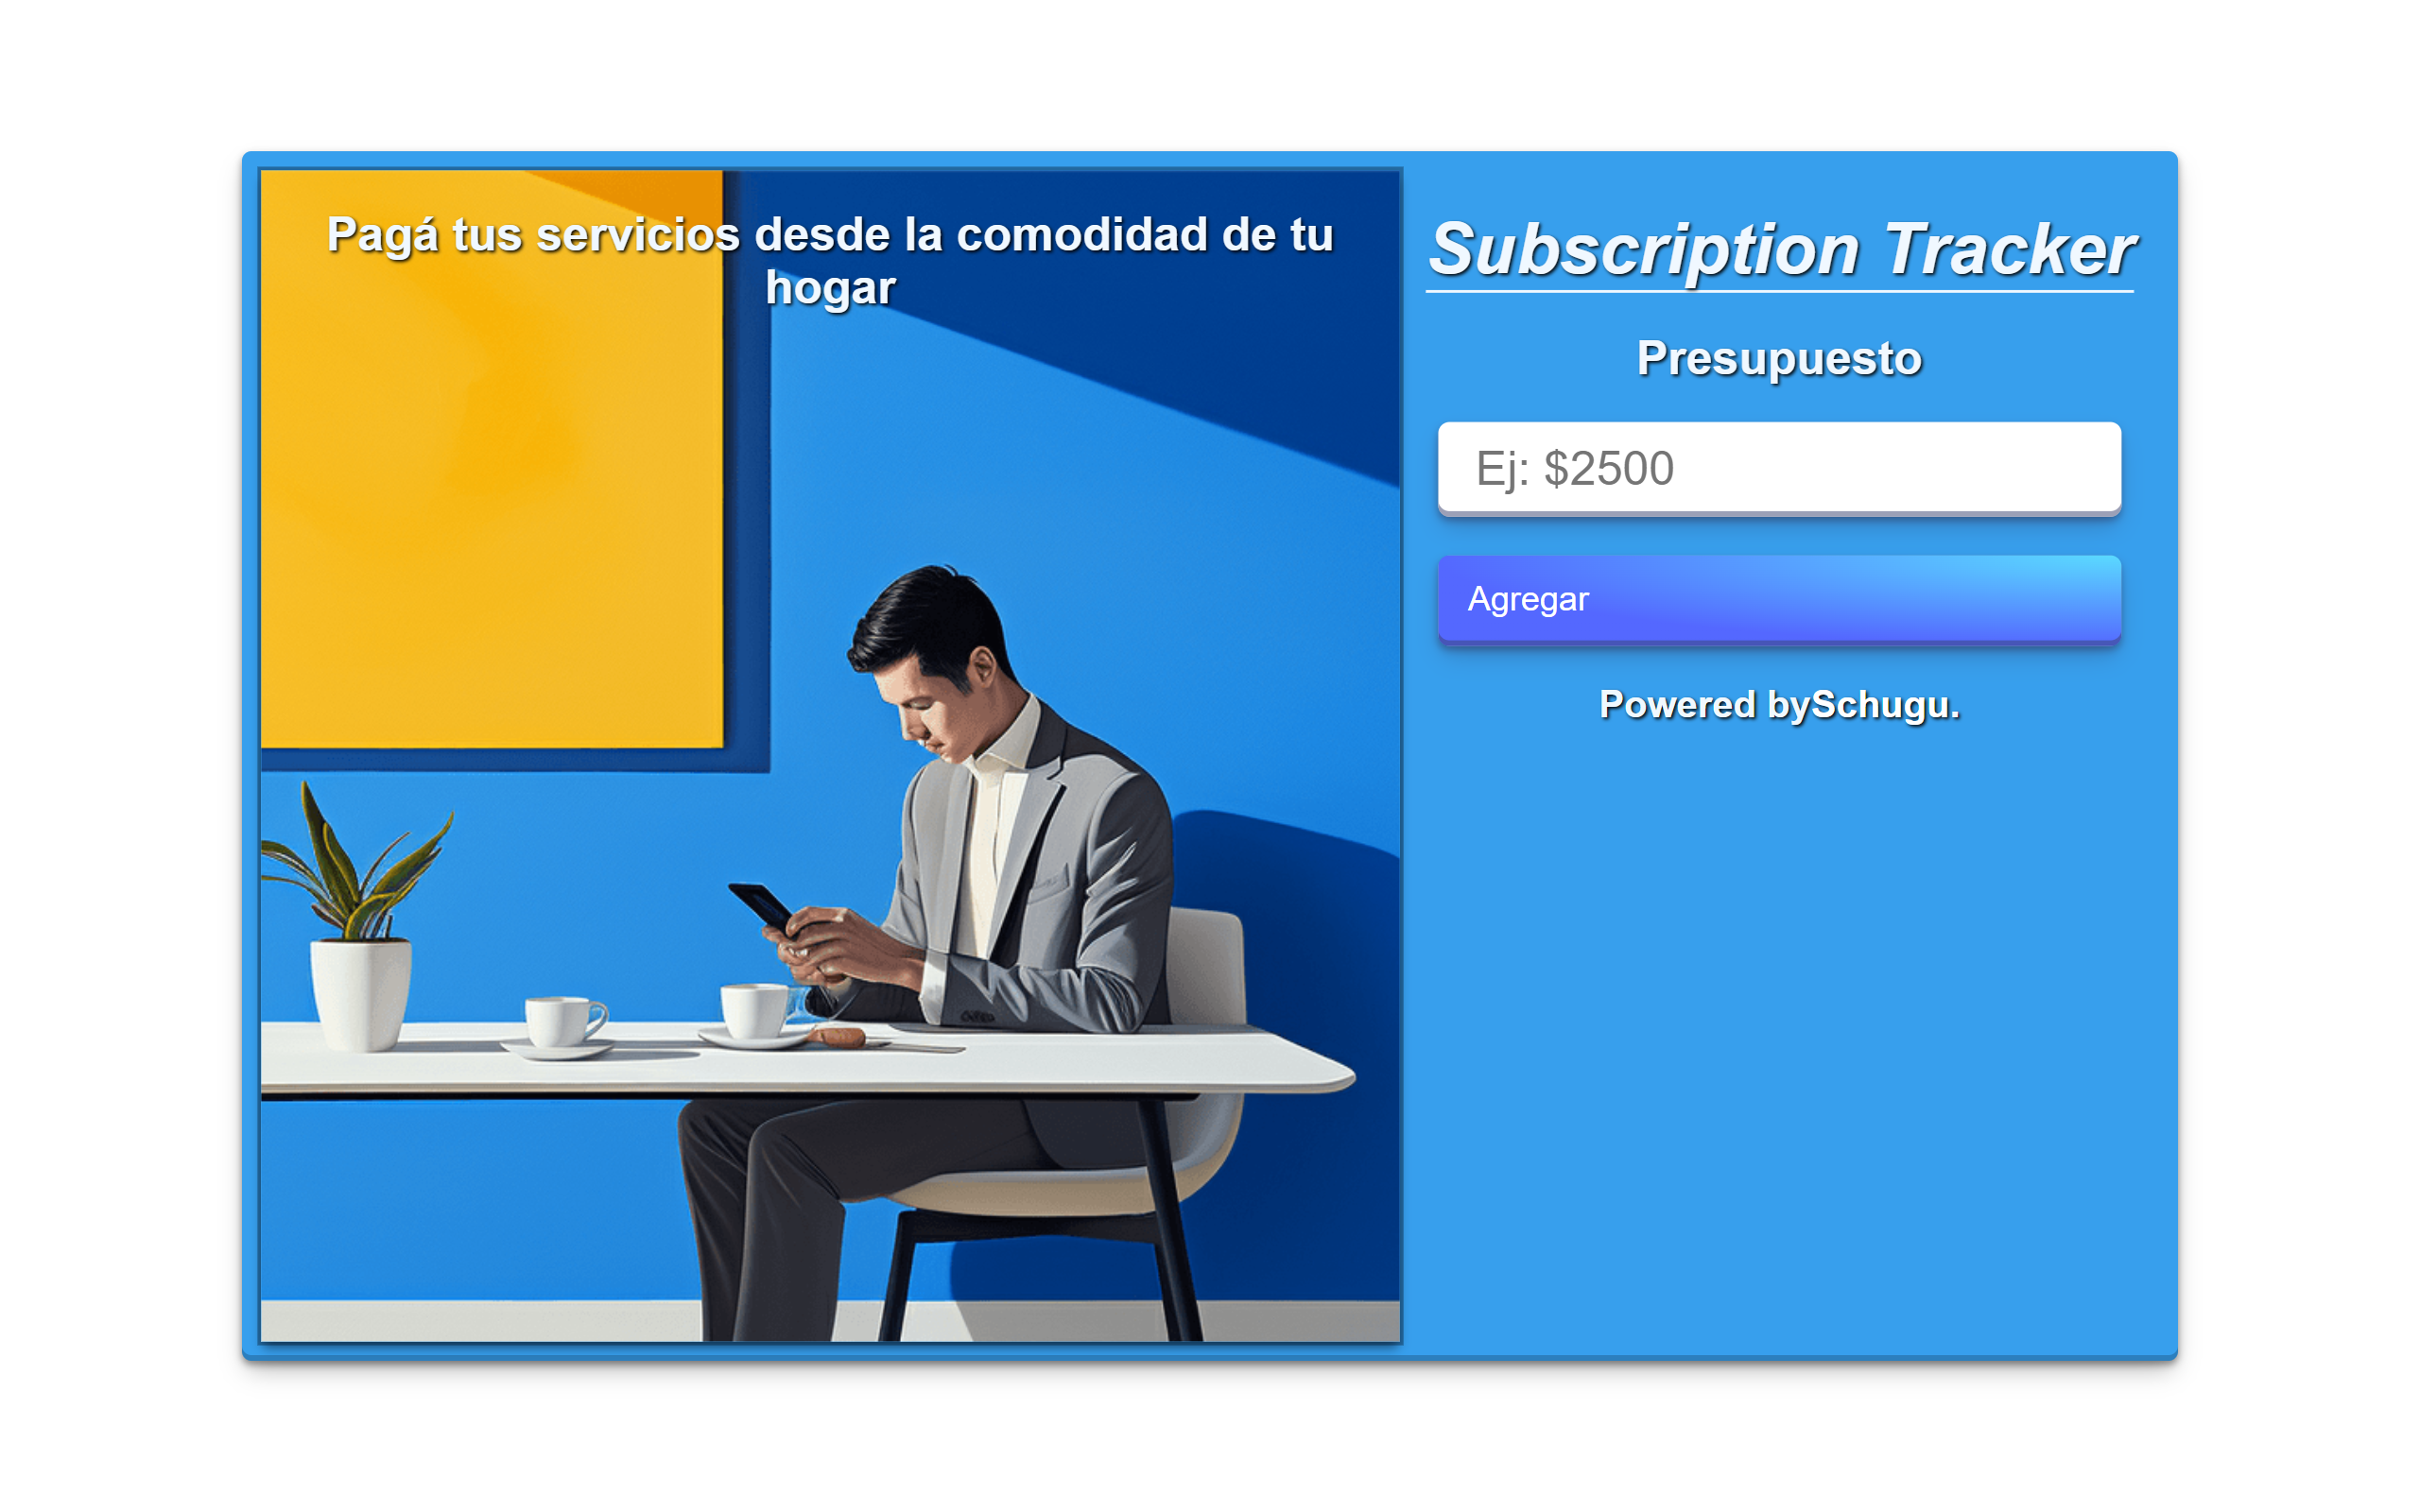 Pagá tus servicios desde la comodidad de tu
hogar
Subscription Tracker
Presupuesto
Ej: $2500
Agregar
Powered bySchugu.